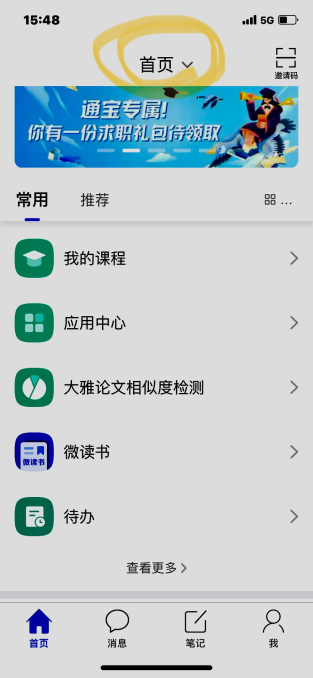 15:48
5G
首页
邀请码
通宝专属!
你有一份求职礼包待领取
常用
推荐
...
我的课程
应用中心
大雅论文相似度检测
微读书
微读书
待办
查看更多
首页
消息
笔记
我